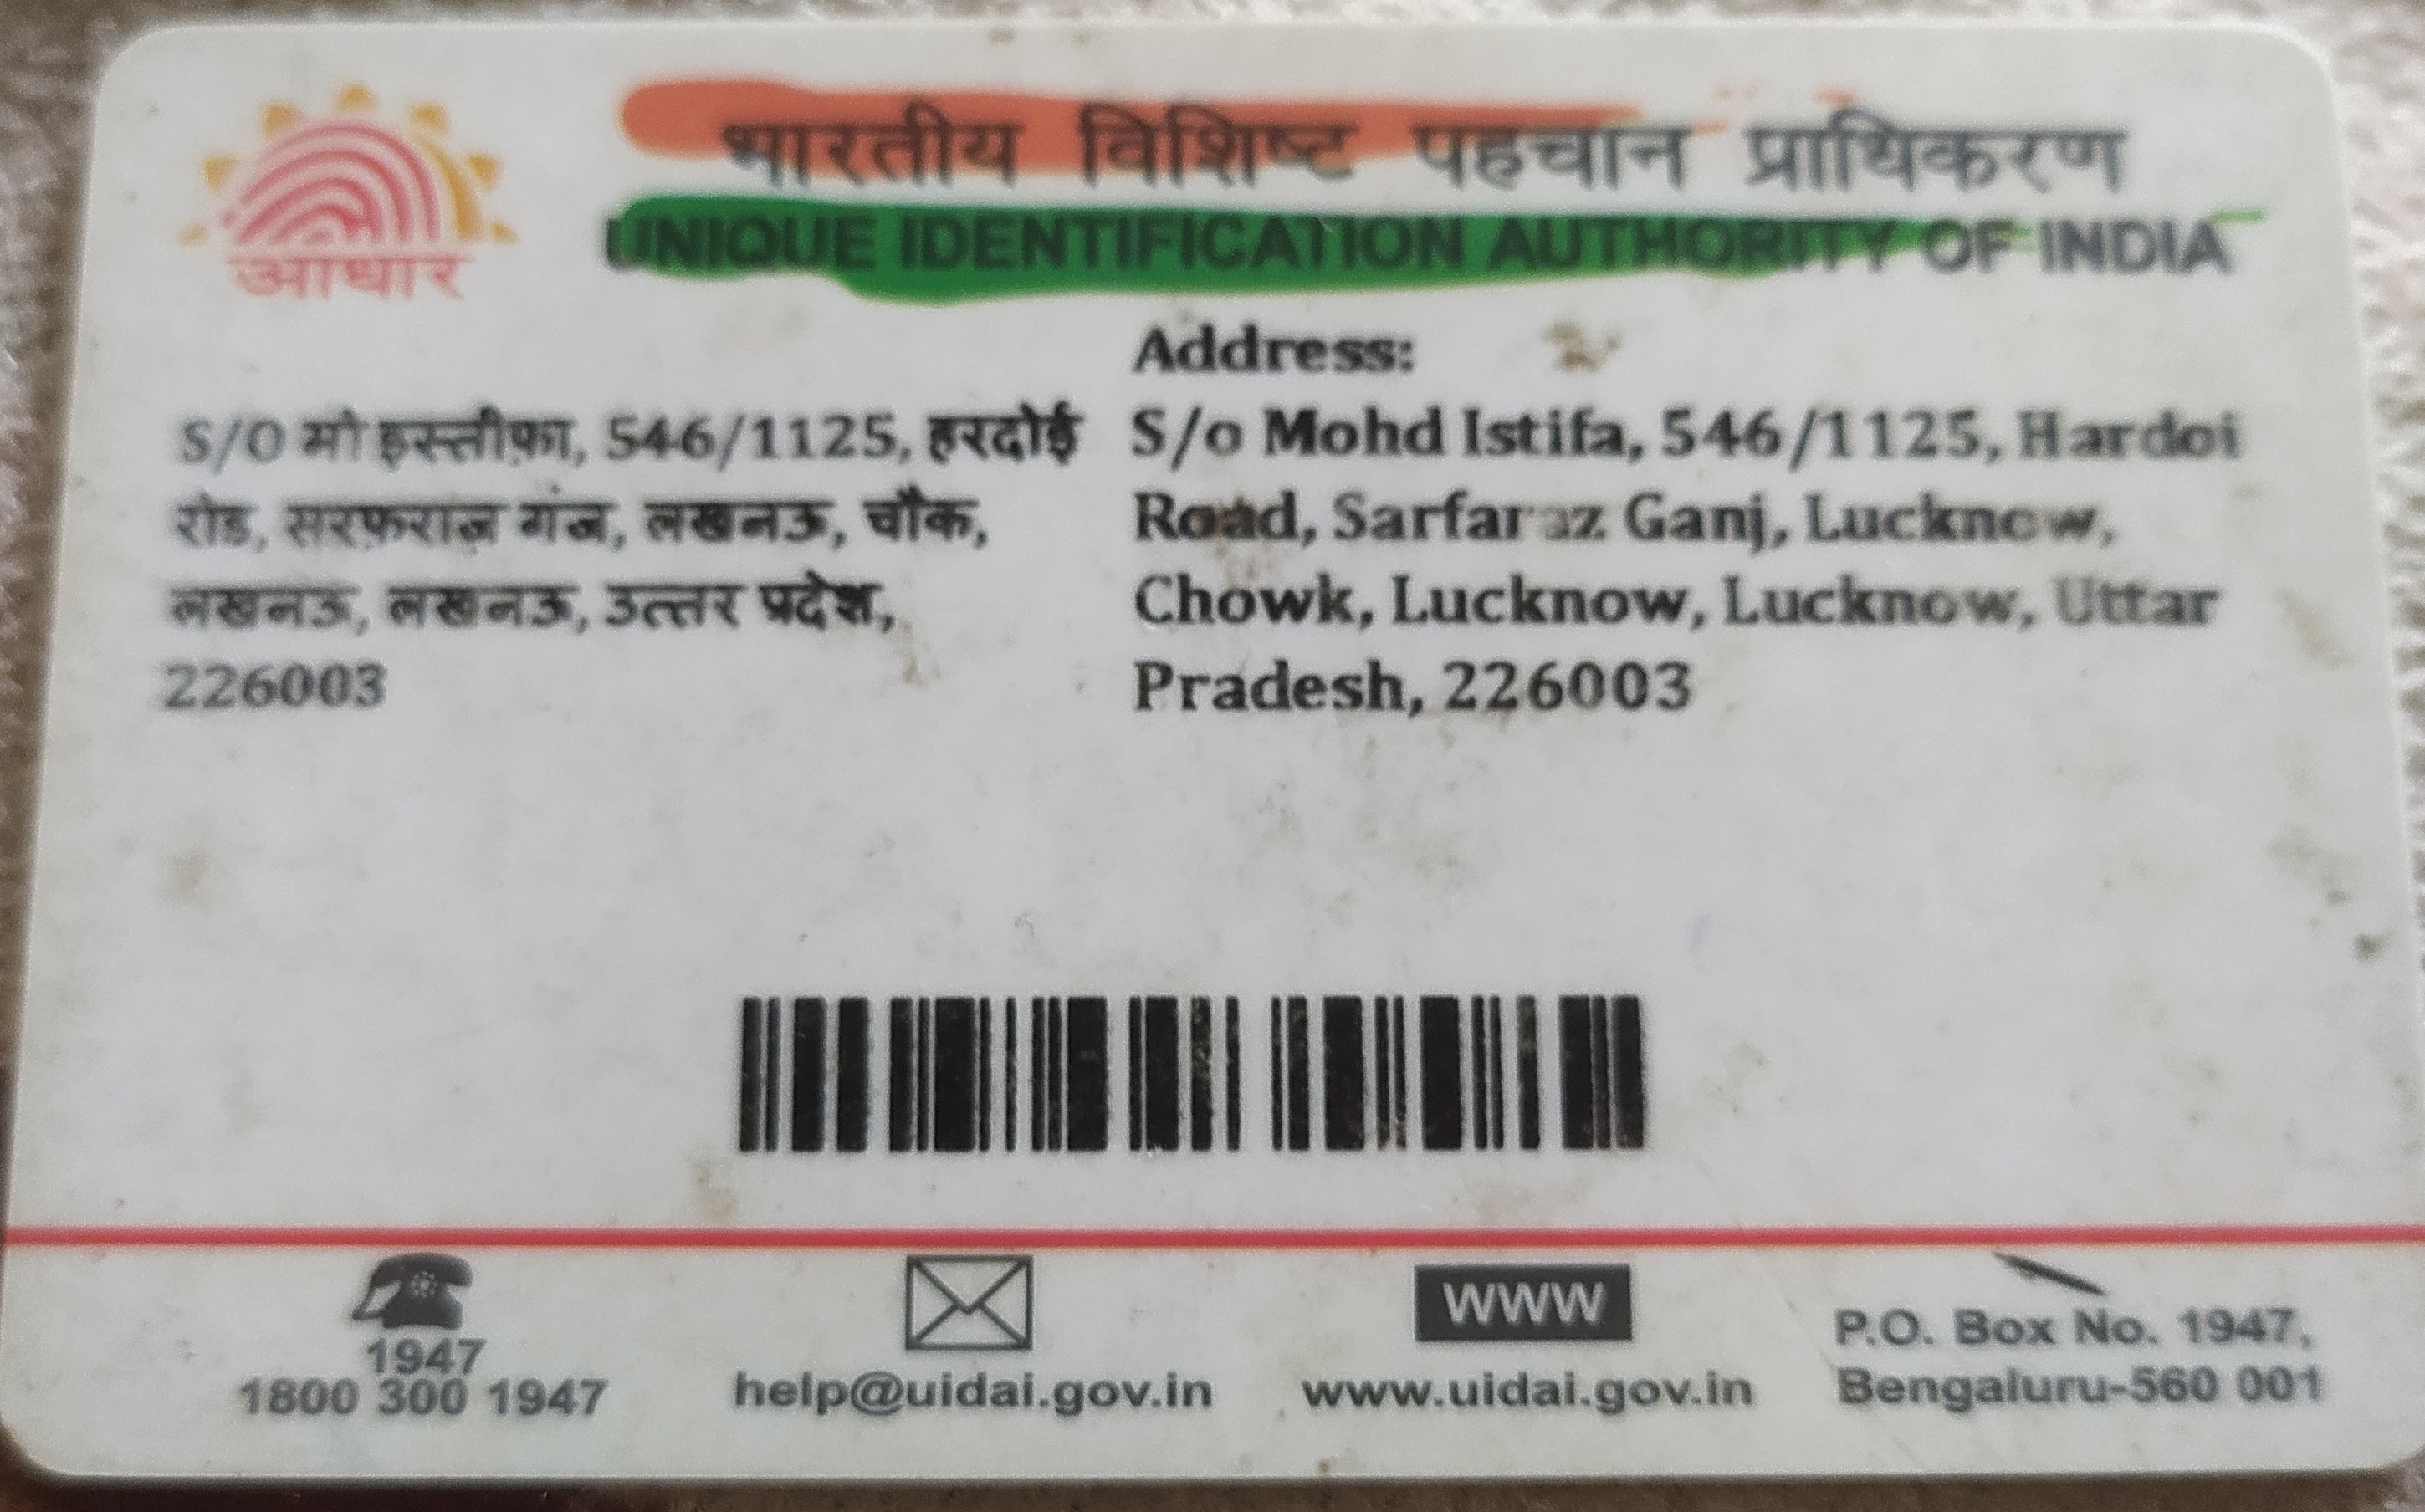 आधार
भारतीय विशिष्ट पहचान प्राधिकरण
UNIQUE IDENTIFICATION AUTHORITY OF INDIA
S/O मो इस्तीफ़ा, 546/1125, हरदोई
रोड, सरफ़राज़ गंज, लखनऊ, चौक,
लखनऊ, लखनऊ, उत्तर प्रदेश,
226003
Address:
S/o Mohd Istifa, 546/1125, Hardoi
Road, Sarfaraz Ganj, Lucknow,
Chowk, Lucknow, Lucknow, Uttar
Pradesh, 226003
1947
1800 300 1947
help@uidai.gov.in
WWW
www.uidai.gov.in
P.O. Box No. 1947,
Bengaluru-560 001